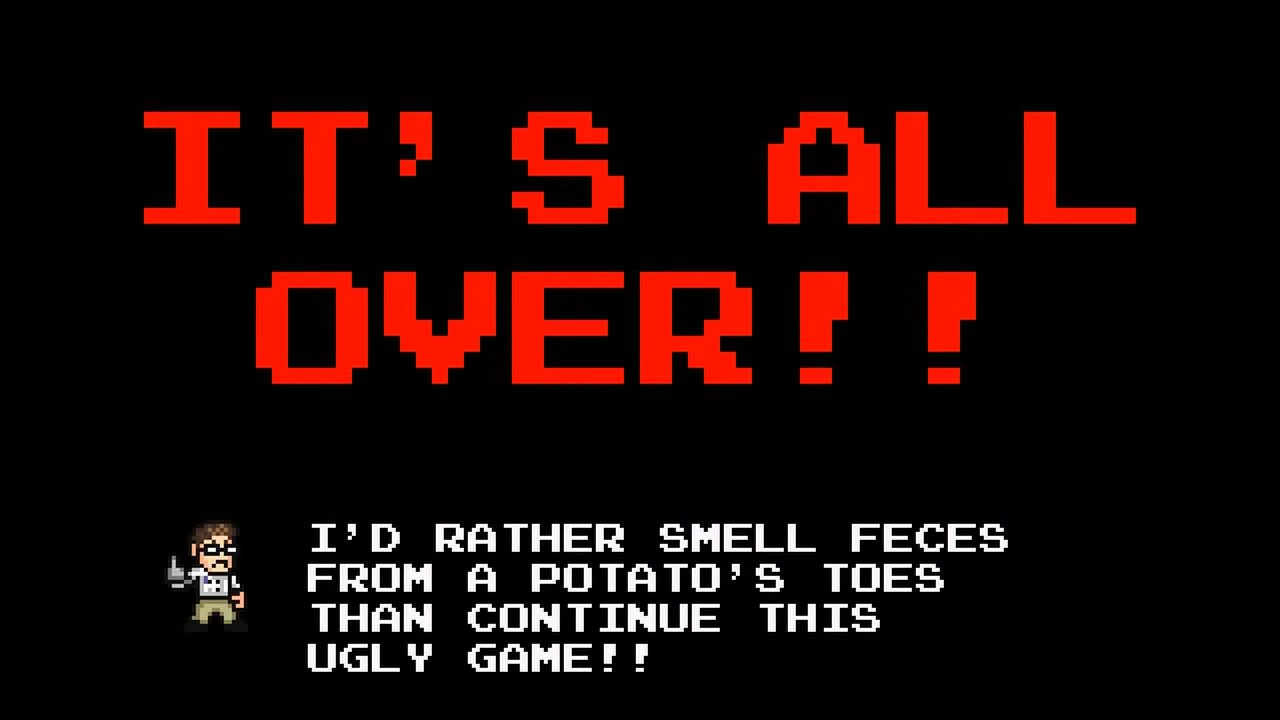 IT'S ALL
OVER!!
I'D RATHER SMELL FECES
FROM A POTATO'S TOES
THAN CONTINUE THIS
UGLY GAME!!